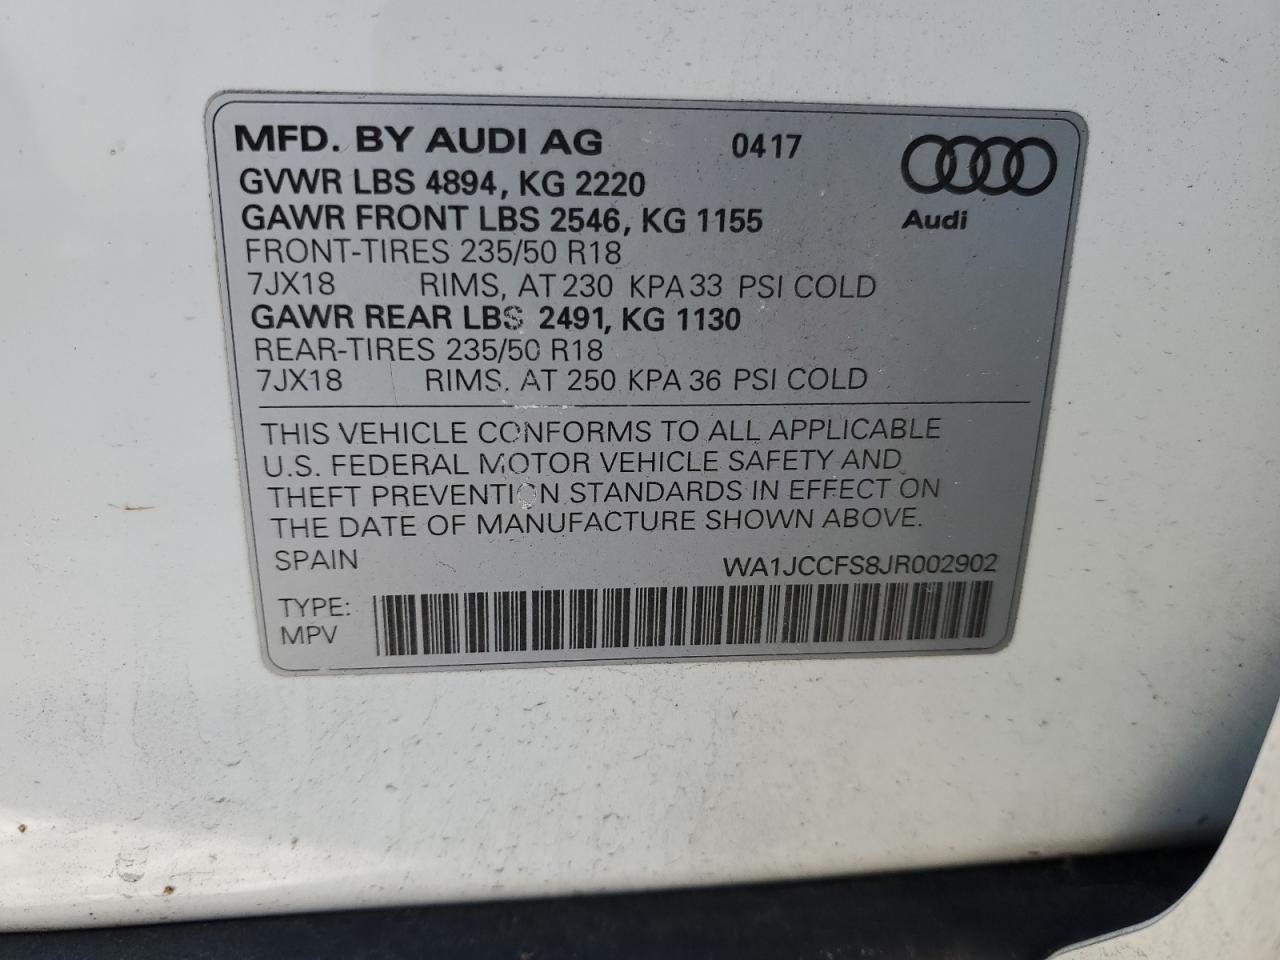 MFD. BY AUDI AG 0417
GVWR LBS 4894, KG 2220
GAWR FRONT LBS 2546, KG 1155
Audi
FRONT-TIRES 235/50 R18
7JX18 RIMS, AT 230 KPA 33 PSI COLD
GAWR REAR LBS 2491, KG 1130
REAR-TIRES 235/50 R18
7JX18 RIMS. AT 250 KPA 36 PSI COLD
THIS VEHICLE CONFORMS TO ALL APPLICABLE
U.S. FEDERAL MOTOR VEHICLE SAFETY AND
THEFT PREVENTION STANDARDS IN EFFECT ON
THE DATE OF MANUFACTURE SHOWN ABOVE.
SPAIN WA1JCCFS8JR002902
TYPE:
MPV